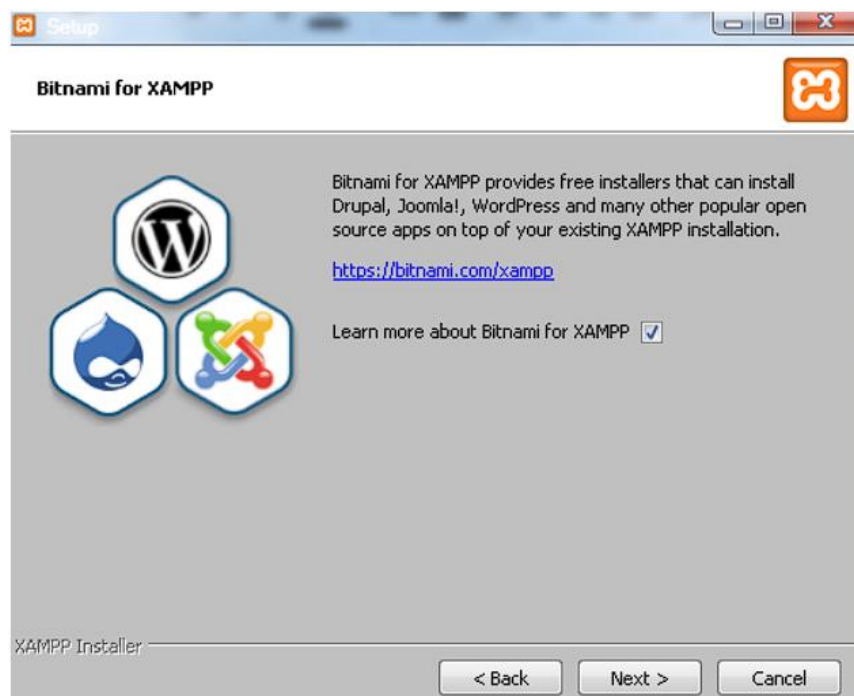 Setup
Bitnami for XAMPP
Bitnami for XAMPP provides free installers that can install
Drupal, Joomla!, WordPress and many other popular open
source apps on top of your existing XAMPP installation.
https://bitnami.com/xampp
Learn more about Bitnami for XAMPP
XAMPP Installer
< Back Next > Cancel